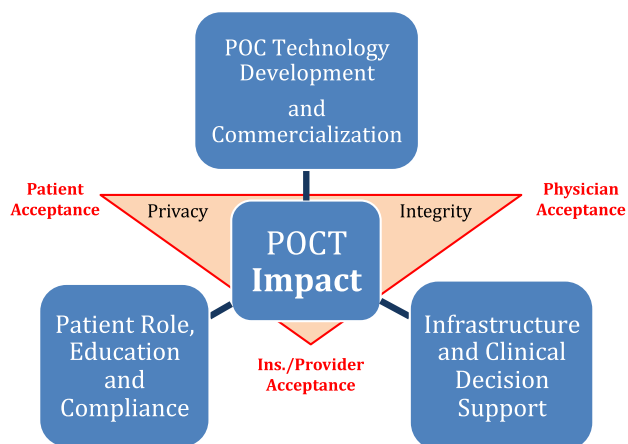 POC Technology
Development
and
Commercialization
Patient
Acceptance
Physician
Acceptance
Privacy
Integrity
POCT
Impact
Patient Role,
Education
and
Compliance
Ins./Provider
Acceptance
Infrastructure
and Clinical
Decision
Support